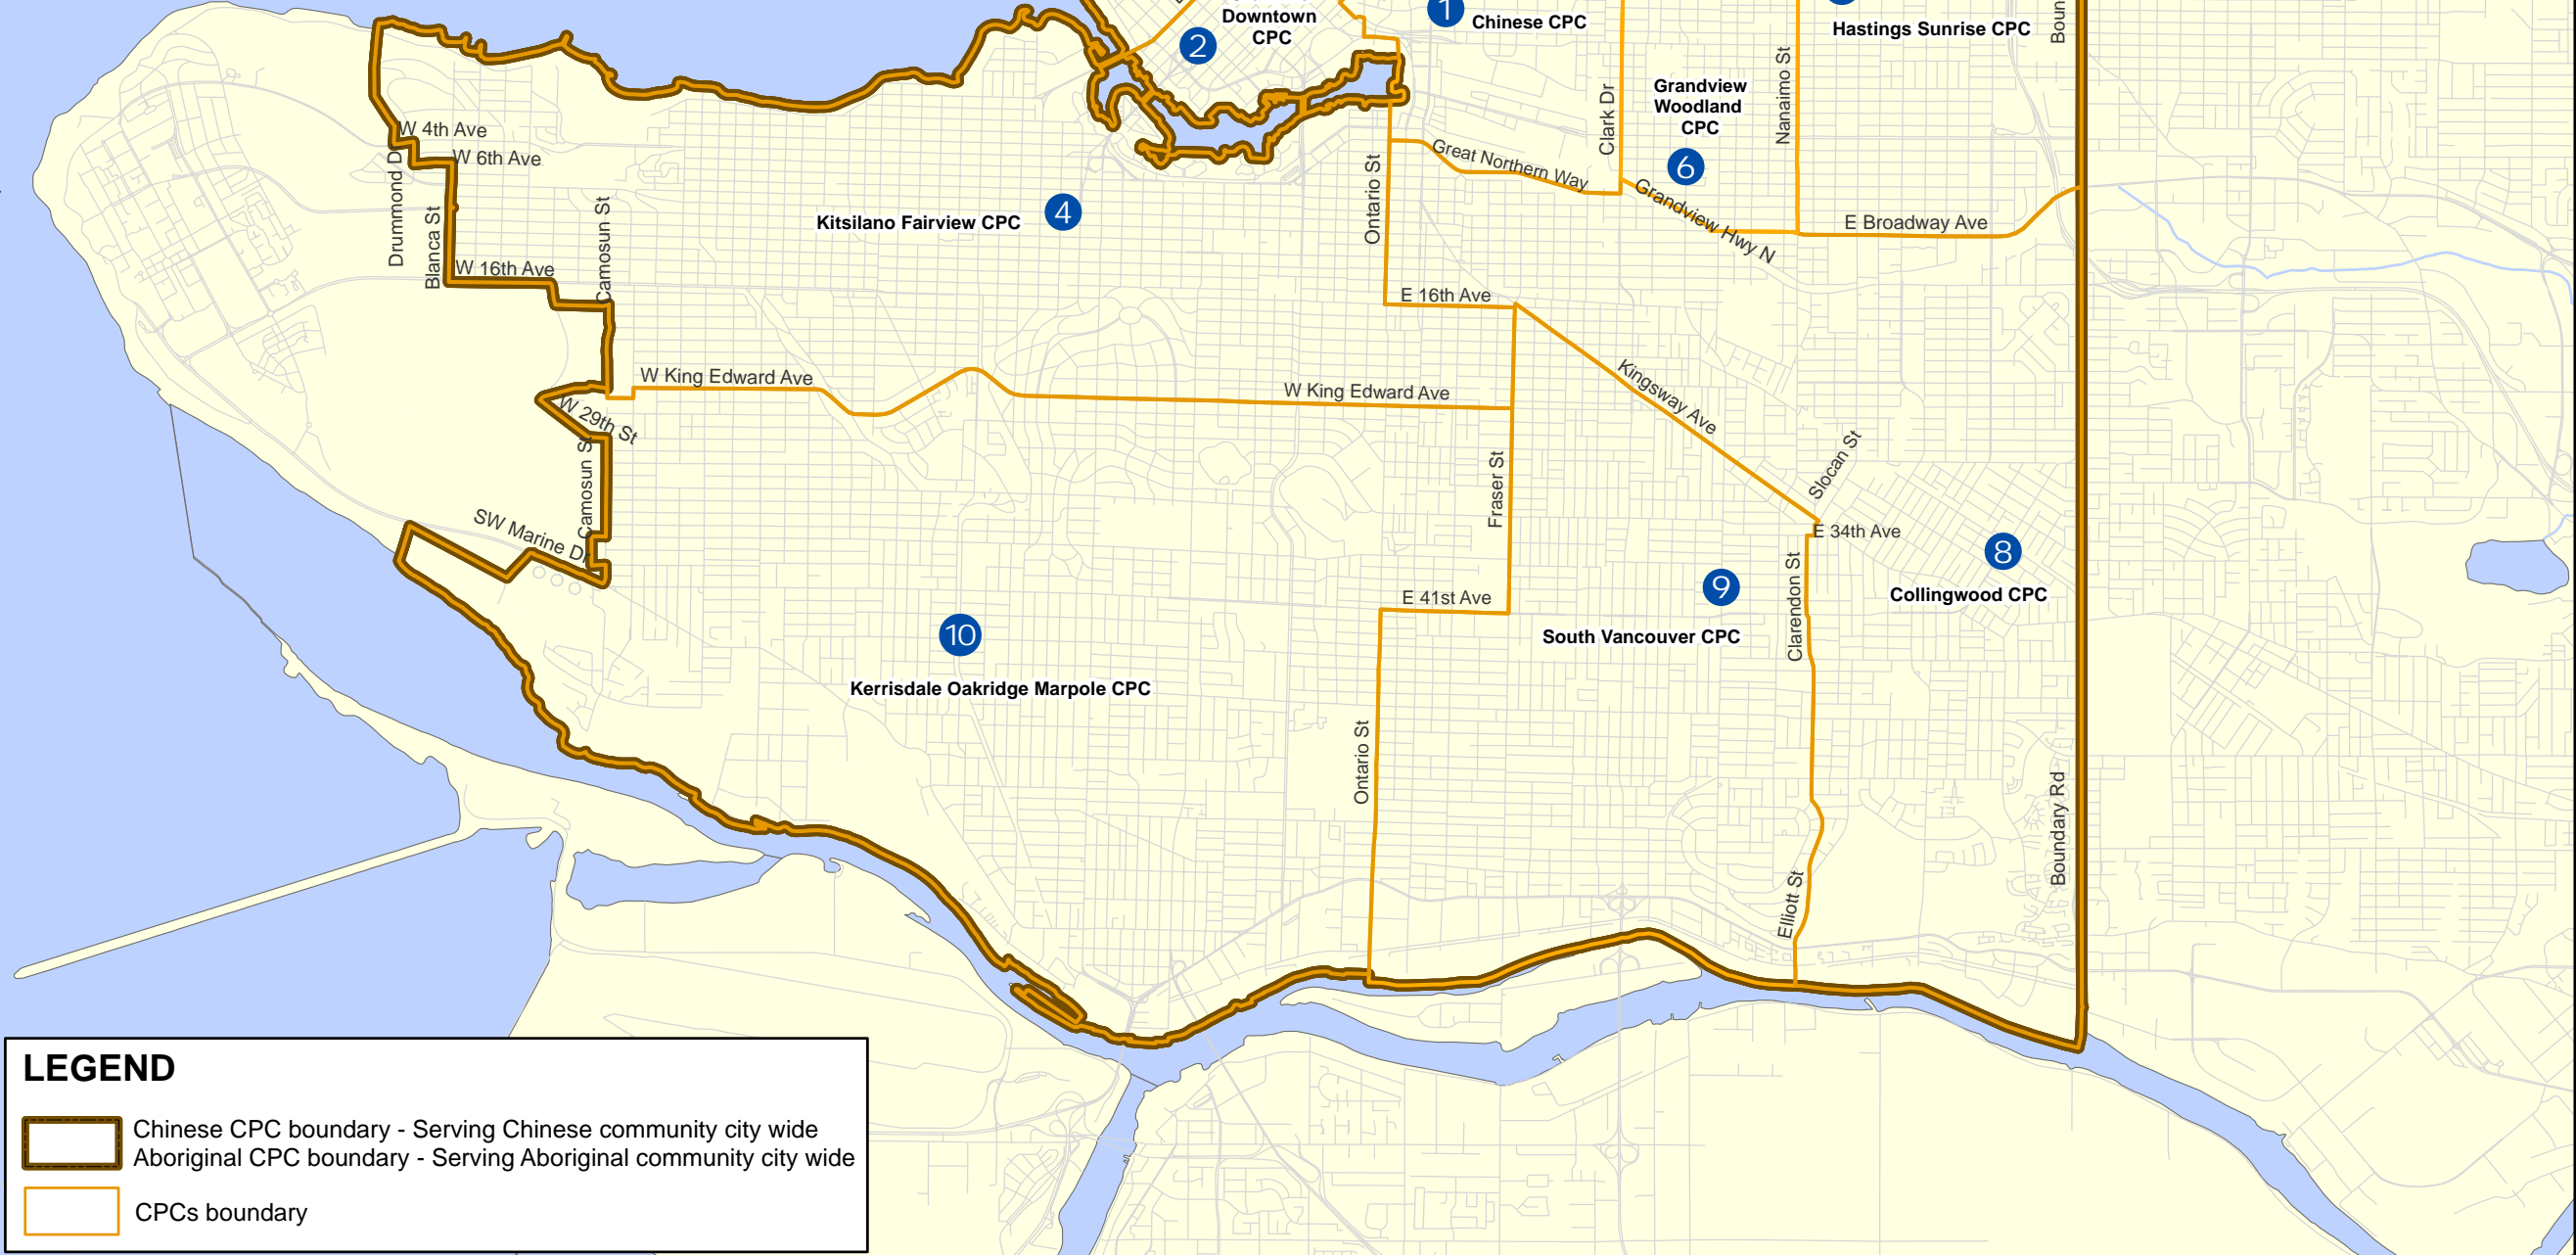 Downtown
CPC
2
1
Chinese CPC
Hastings Sunrise CPC
Nanaimo St
Clark Dr
Grandview
Woodland
CPC
6
W 4th Ave
W 6th Ave
Drummond Dr
Blanca St
W 16th Ave
Camosun St
Kitsilano Fairview CPC
4
Ontario St
Great Northern Way
Grandview Hwy N
E Broadway Ave
E 16th Ave
W King Edward Ave
W King Edward Ave
Kingsway Ave
W 29th St
Camosun St
SW Marine Dr
Fraser St
Slocan St
E 34th Ave
8
Collingwood CPC
9
South Vancouver CPC
Clarendon St
E 41st Ave
10
Kerrisdale Oakridge Marpole CPC
Ontario St
Elliott St
Boundary Rd
LEGEND
Chinese CPC boundary - Serving Chinese community city wide
Aboriginal CPC boundary - Serving Aboriginal community city wide
CPCs boundary